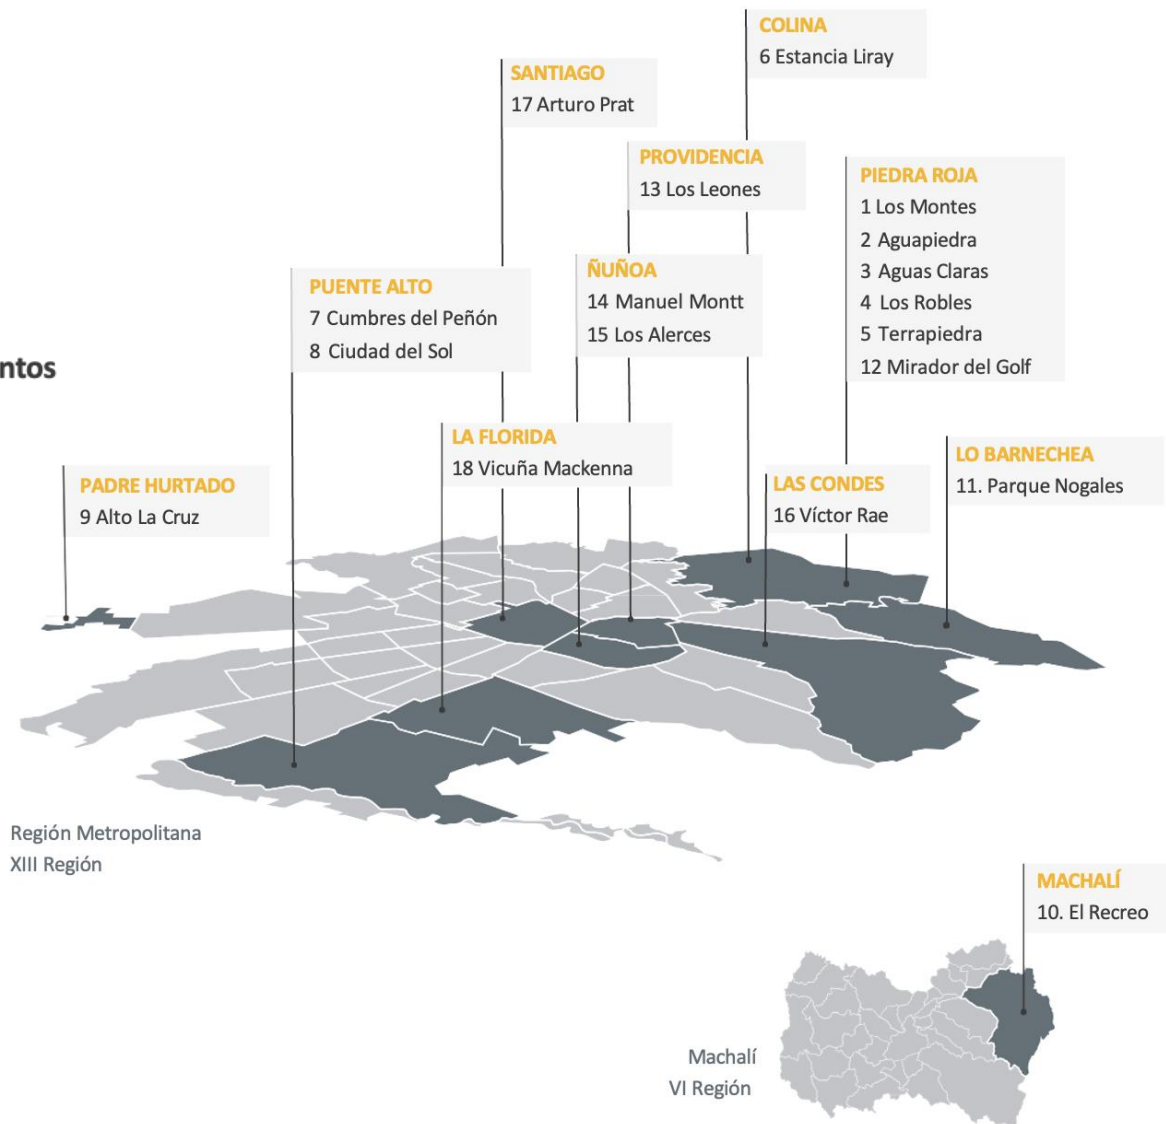 COLINA
6 Estancia Liray
SANTIAGO
17 Arturo Prat
PROVIDENCIA
13 Los Leones
PIEDRA ROJA
1 Los Montes
2 Aguapiedra
3 Aguas Claras
4 Los Robles
5 Terrapiedra
12 Mirador del Golf
ÑUÑOA
14 Manuel Montt
15 Los Alerces
PUENTE ALTO
7 Cumbres del Peñón
8 Ciudad del Sol
ntos
LA FLORIDA
18 Vicuña Mackenna
LO BARNECHEA
11. Parque Nogales
PADRE HURTADO
9 Alto La Cruz
LAS CONDES
16 Víctor Rae
Región Metropolitana
XIII Región
MACHALÍ
10. El Recreo
Machalí
VI Región